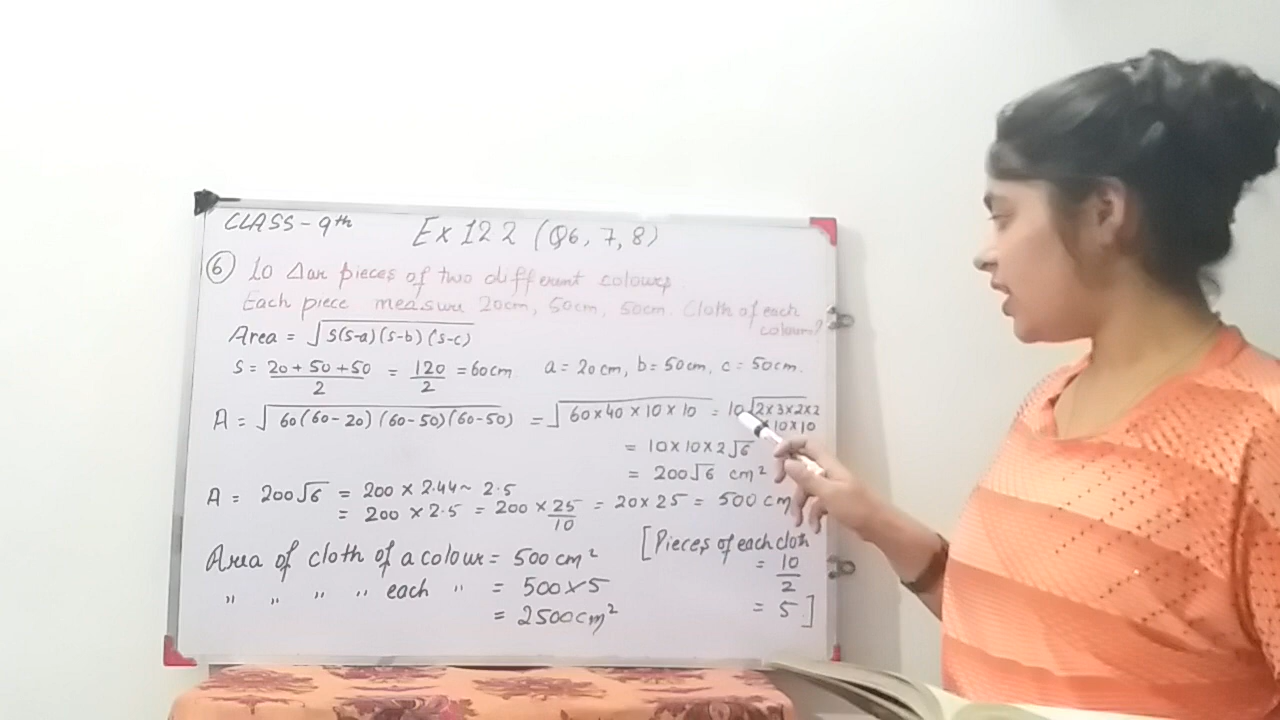 CLASS-9th
Ex 12 2 (Q6, 7, 8)
⑥ 10 Δar pieces of two different colours
Each piece measure 20cm, 50cm, 50cm. Cloth of each
colour?
Area = √s(s-a)(s-b)(s-c)
S = 20+50+50/2 = 120/2 = 60cm a = 20cm, b = 50cm, c = 50cm.
A = √60(60-20)(60-50)(60-50) = √60×40×10×10 = 10√2×3×2×2
×10×10
= 10×10×2√6
= 200√6 cm²
A = 200√6 = 200×2.44~ 2.5
= 200×2.5 = 200×25/10 = 20×25 = 500 cm
Area of cloth of a colour = 500cm²
" " " " each " = 500×5
= 2500cm²
[Pieces of each cloth
= 10/2
= 5]